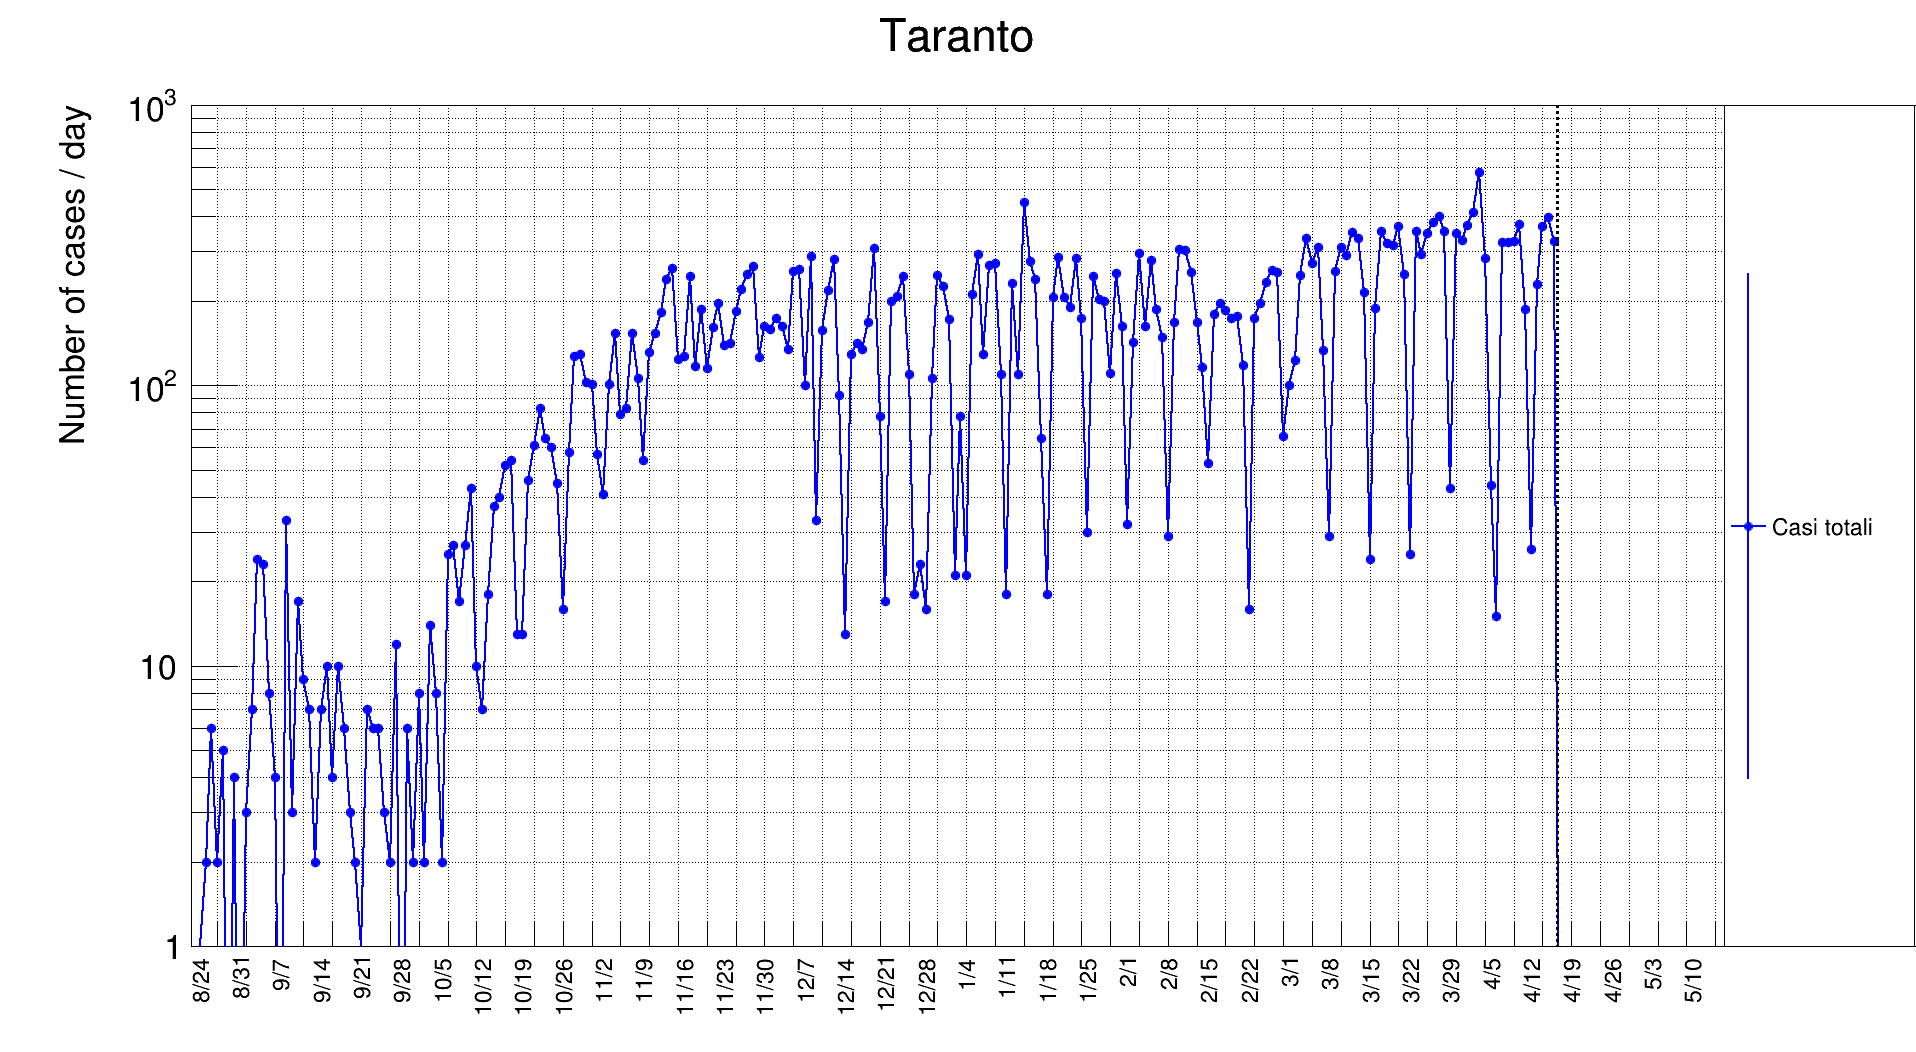 Taranto
Number of cases / day
10³
10²
10
1
8/24 8/31 9/7 9/14 9/21 9/28 10/5 10/12 10/19 10/26 11/2 11/9 11/16 11/23 11/30 12/7 12/14 12/21 12/28 1/4 1/11 1/18 1/25 2/1 2/8 2/15 2/22 3/1 3/8 3/15 3/22 3/29 4/5 4/12 4/19 4/26 5/3 5/10
Casi totali